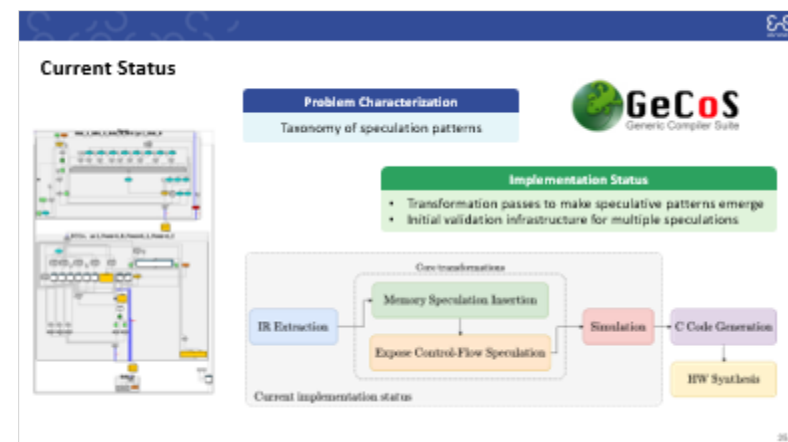 Current Status
Problem Characterization
Taxonomy of speculation patterns
GeCoS
Generic Compiler Suite
Implementation Status
• Transformation passes to make speculative patterns emerge
• Initial validation infrastructure for multiple speculations
Core transformations
IR Extraction
Memory Speculation Insertion
Expose Control-Flow Speculation
Simulation
C Code Generation
HW Synthesis
Current implementation status